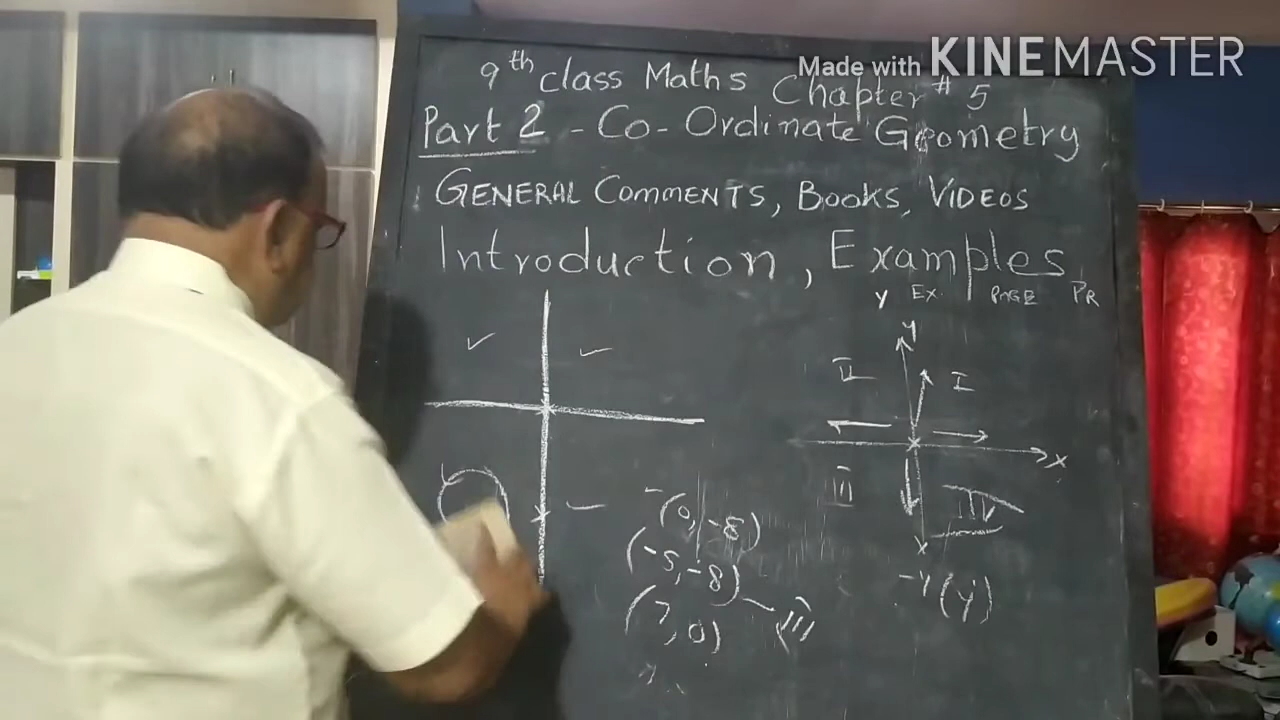 Made with KINEMASTER
9th class Maths Chapter # 5
Part 2 - Co-Ordinate Geometry
GENERAL COMMENTS, BOOKS, VIDEOS
Introduction, Examples
Y Ex. PAGE PR
y
II I
x
III IV
(0, -8)
(-5, -8) - III
(7, 0)
-y (y')